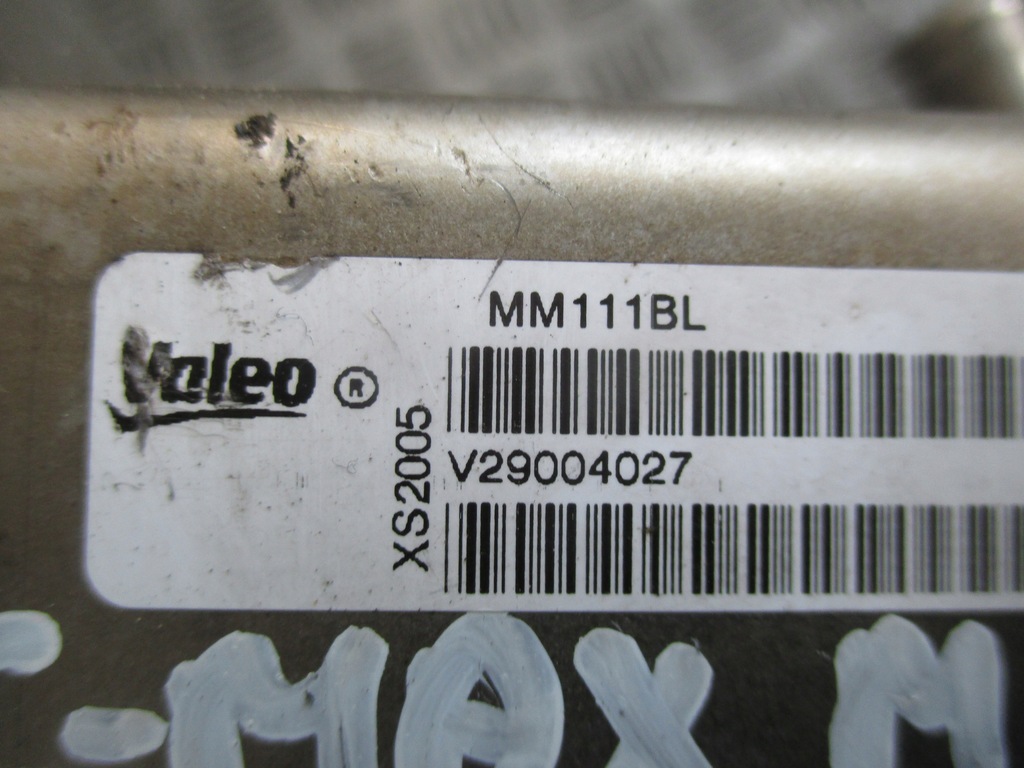 MM111BL
Valeo ®
XS2005
V29004027
-MAX M